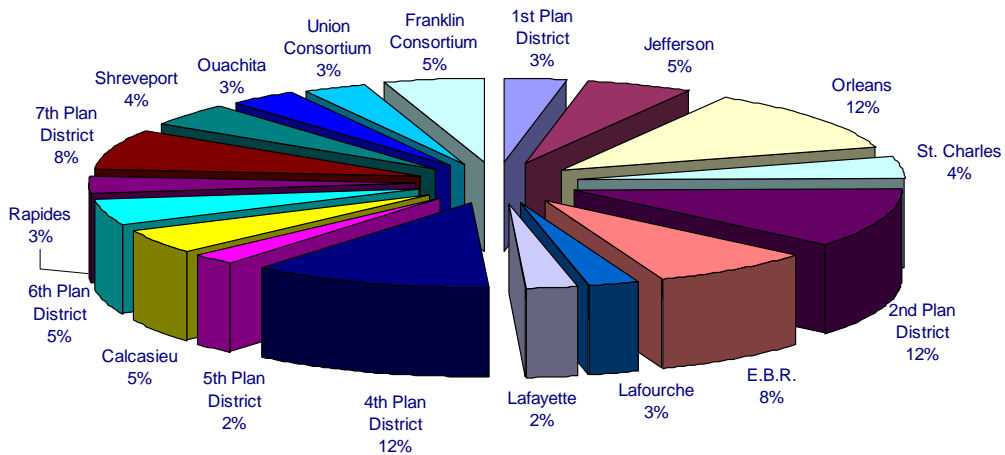 1st Plan
District
3%
Jefferson
5%
Orleans
12%
St. Charles
4%
2nd Plan
District
12%
E.B.R.
8%
Lafourche
3%
Lafayette
2%
4th Plan
District
12%
5th Plan
District
2%
Calcasieu
5%
6th Plan
District
5%
Rapides
3%
7th Plan
District
8%
Shreveport
4%
Ouachita
3%
Union
Consortium
3%
Franklin
Consortium
5%